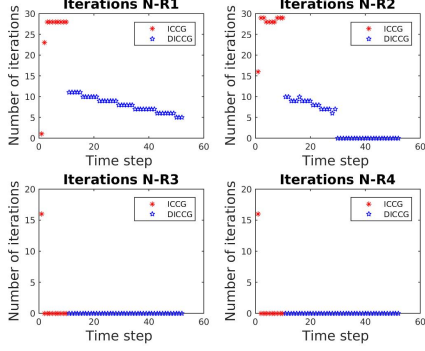 Iterations N-R1
Number of iterations
30
25
20
15
10
5
0
0 20 40 60
Time step
ICCG
DICCG
Iterations N-R2
Number of iterations
30
25
20
15
10
5
0
0 20 40 60
Time step
ICCG
DICCG
Iterations N-R3
Number of iterations
20
15
10
5
0
0 20 40 60
Time step
ICCG
DICCG
Iterations N-R4
Number of iterations
20
15
10
5
0
0 20 40 60
Time step
ICCG
DICCG